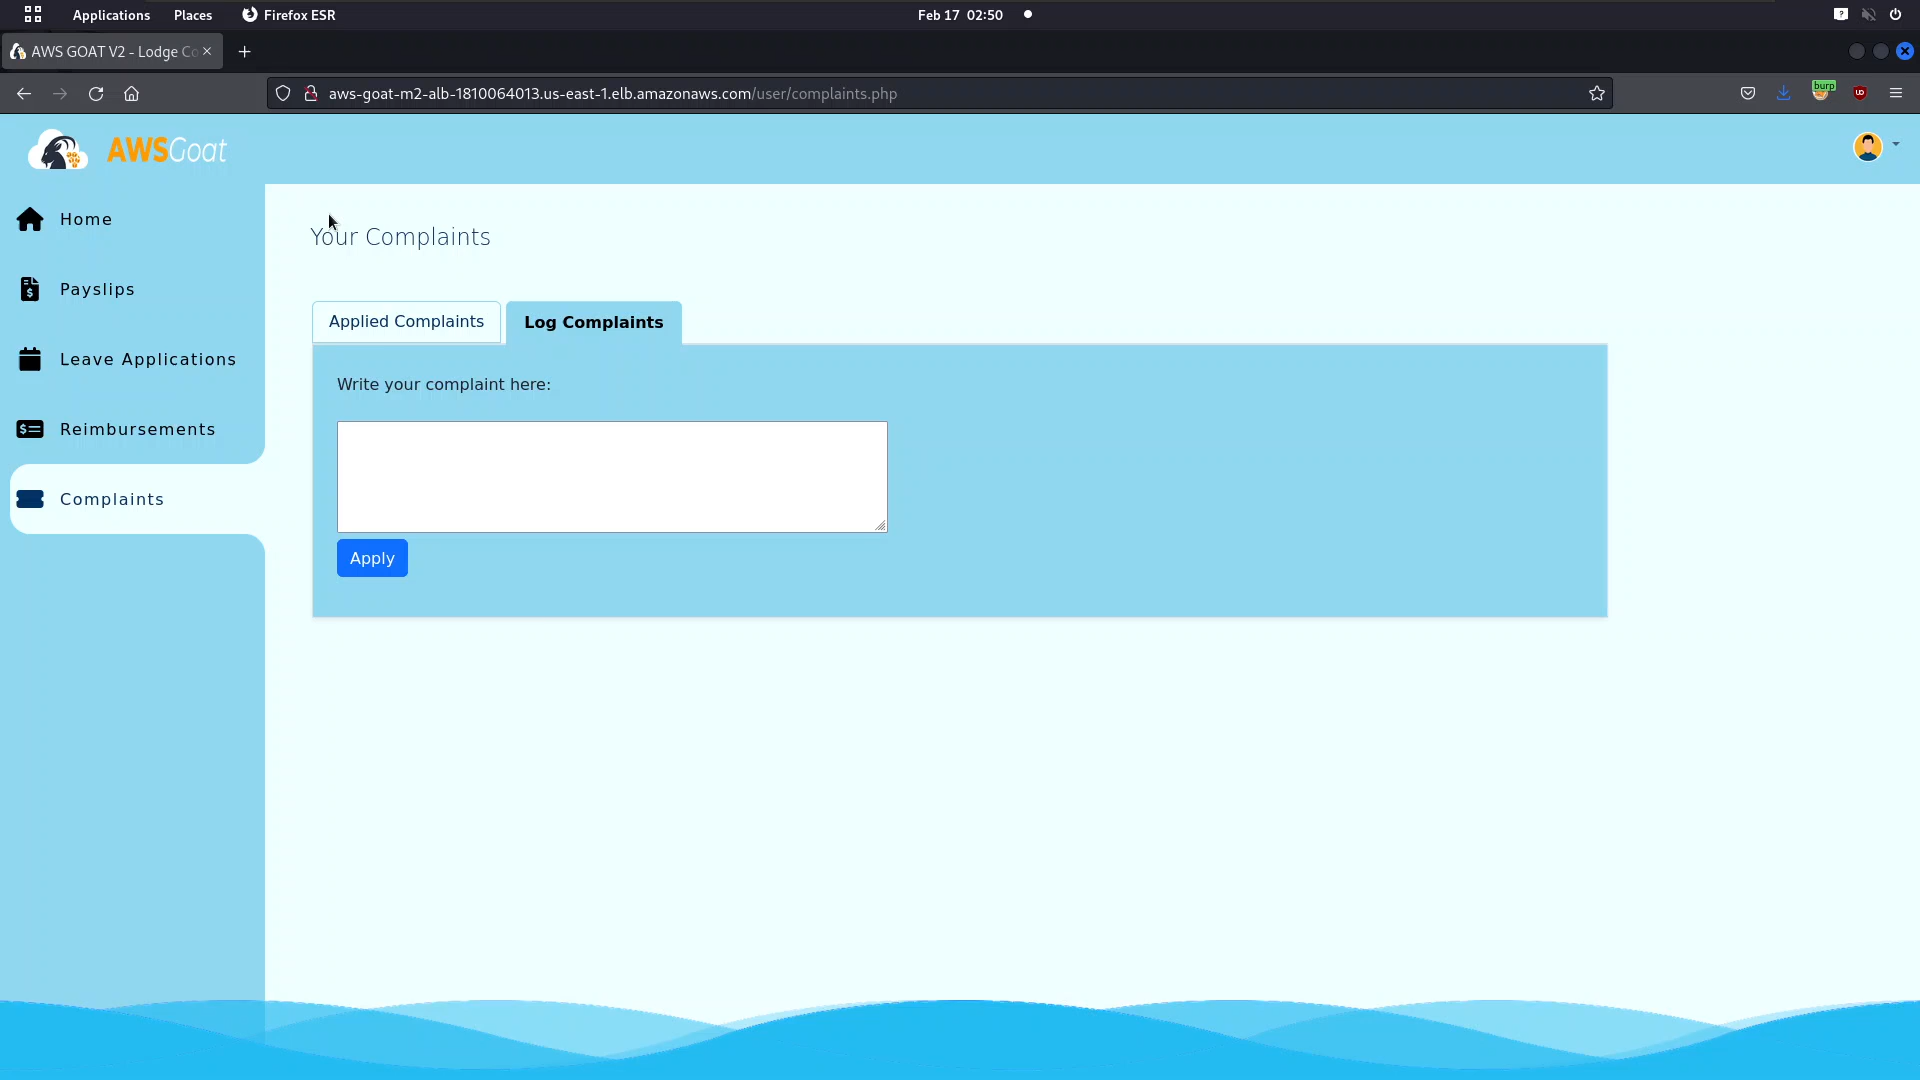 Applications Places Firefox ESR Feb 17 02:50
AWS GOAT V2 - Lodge Co
aws-goat-m2-alb-1810064013.us-east-1.elb.amazonaws.com/user/complaints.php
burp
AWSGoat
Home
Payslips
Leave Applications
Reimbursements
Complaints
Your Complaints
Applied Complaints Log Complaints
Write your complaint here:
Apply